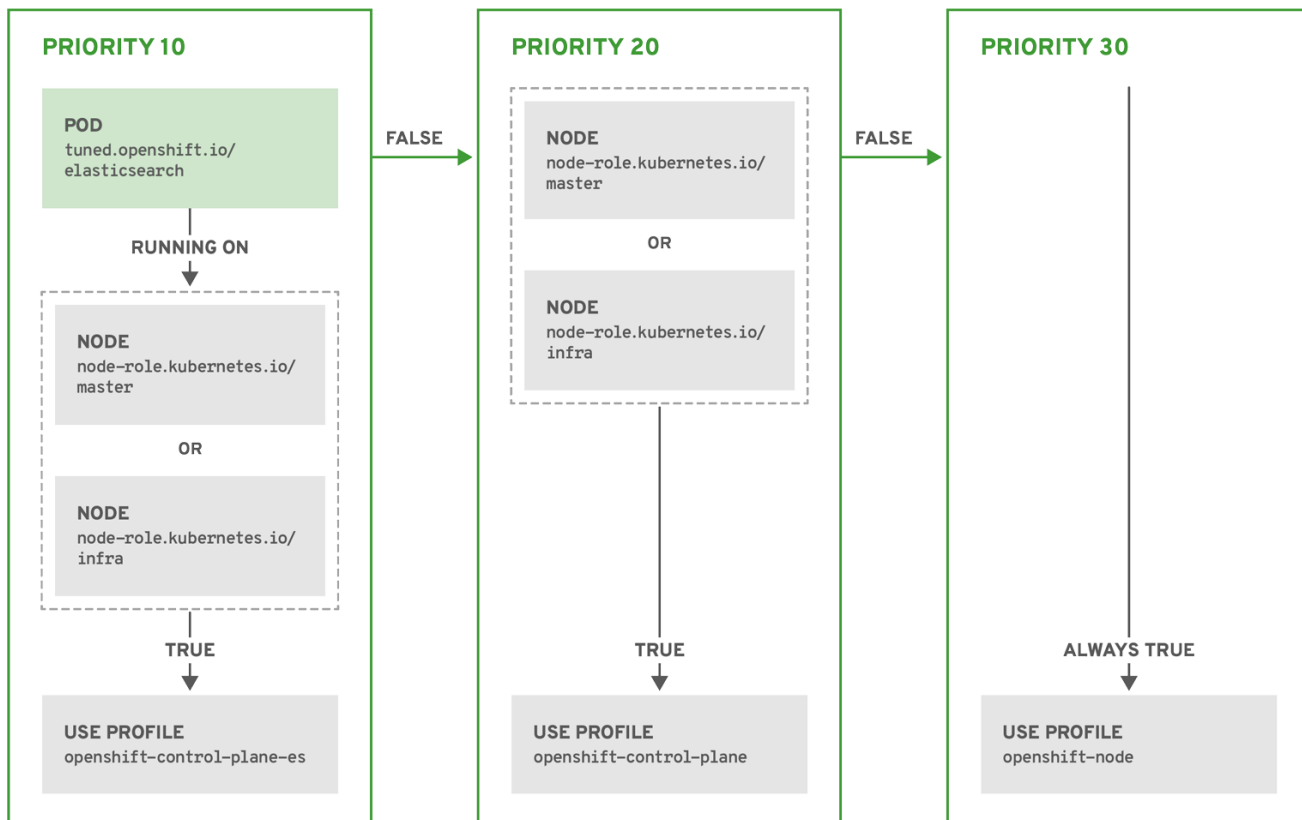 PRIORITY 10
POD
tuned.openshift.io/
elasticsearch
RUNNING ON
NODE
node-role.kubernetes.io/
master
OR
NODE
node-role.kubernetes.io/
infra
TRUE
USE PROFILE
openshift-control-plane-es
FALSE
PRIORITY 20
NODE
node-role.kubernetes.io/
master
OR
NODE
node-role.kubernetes.io/
infra
TRUE
USE PROFILE
openshift-control-plane
FALSE
PRIORITY 30
ALWAYS TRUE
USE PROFILE
openshift-node